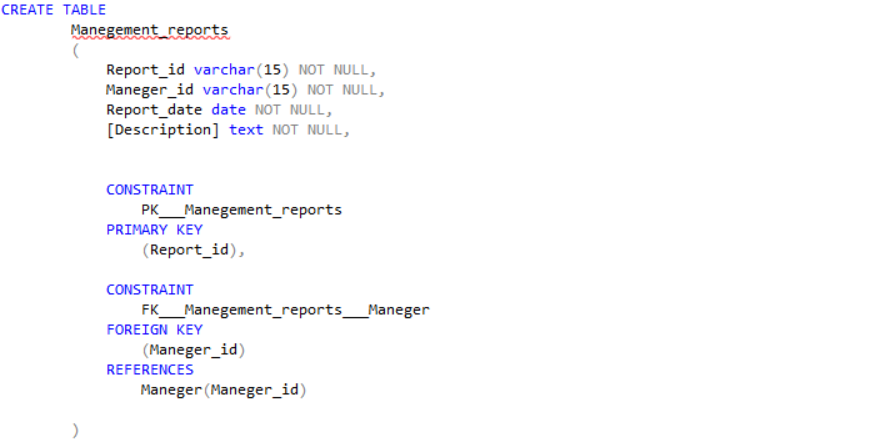 CREATE TABLE
Manegement_reports
(
Report_id varchar(15) NOT NULL,
Maneger_id varchar(15) NOT NULL,
Report_date date NOT NULL,
[Description] text NOT NULL,
CONSTRAINT
PK___Manegement_reports
PRIMARY KEY
(Report_id),
CONSTRAINT
FK___Manegement_reports___Maneger
FOREIGN KEY
(Maneger_id)
REFERENCES
Maneger(Maneger_id)
)